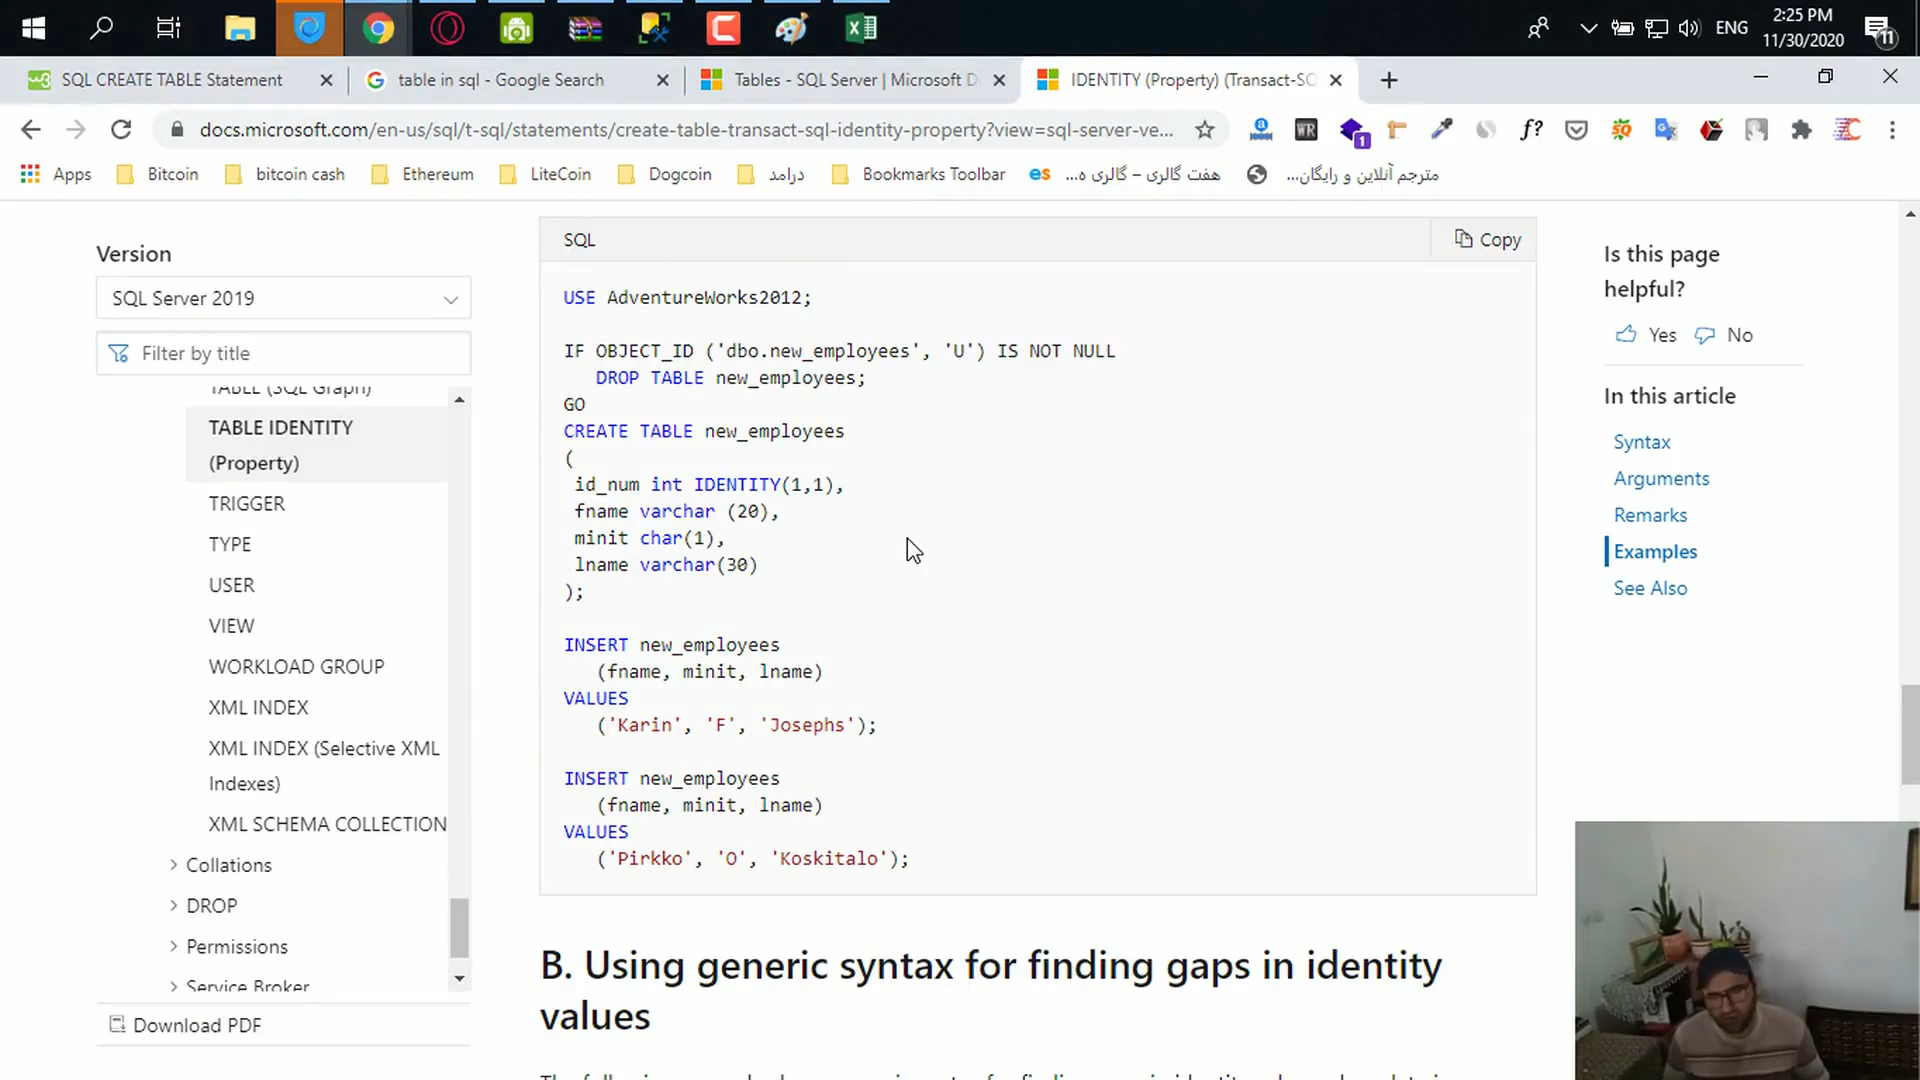 ENG
2:25 PM
11/30/2020
11
SQL CREATE TABLE Statement
table in sql - Google Search
Tables - SQL Server | Microsoft D
IDENTITY (Property) (Transact-SQ
docs.microsoft.com/en-us/sql/t-sql/statements/create-table-transact-sql-identity-property?view=sql-server-ve...
WR
1
f?
Apps
Bitcoin
bitcoin cash
Ethereum
LiteCoin
Dogcoin
درامد
Bookmarks Toolbar
es
هفت گالری – گالری ه...
مترجم آنلاین و رایگان...
Version
SQL Server 2019
Filter by title
TABLE (SQL Graph)
TABLE IDENTITY
(Property)
TRIGGER
TYPE
USER
VIEW
WORKLOAD GROUP
XML INDEX
XML INDEX (Selective XML
Indexes)
XML SCHEMA COLLECTION
Collations
DROP
Permissions
Service Broker
Download PDF
SQL
Copy
USE AdventureWorks2012;
IF OBJECT_ID ('dbo.new_employees', 'U') IS NOT NULL
DROP TABLE new_employees;
GO
CREATE TABLE new_employees
(
id_num int IDENTITY(1,1),
fname varchar (20),
minit char(1),
lname varchar(30)
);
INSERT new_employees
(fname, minit, lname)
VALUES
('Karin', 'F', 'Josephs');
INSERT new_employees
(fname, minit, lname)
VALUES
('Pirkko', 'O', 'Koskitalo');
B. Using generic syntax for finding gaps in identity
values
Is this page
helpful?
Yes
No
In this article
Syntax
Arguments
Remarks
Examples
See Also